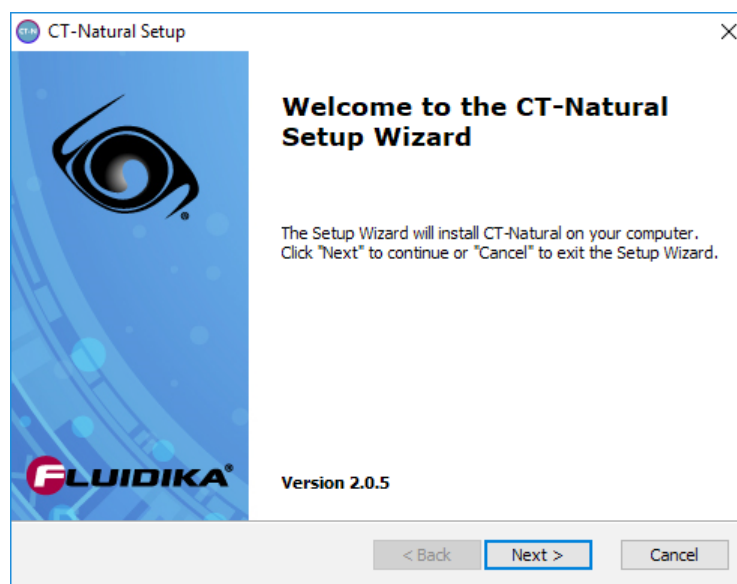 CT-N
CT-Natural Setup
Welcome to the CT-Natural
Setup Wizard
The Setup Wizard will install CT-Natural on your computer.
Click "Next" to continue or "Cancel" to exit the Setup Wizard.
FLUIDIKA®
Version 2.0.5
< Back
Next >
Cancel